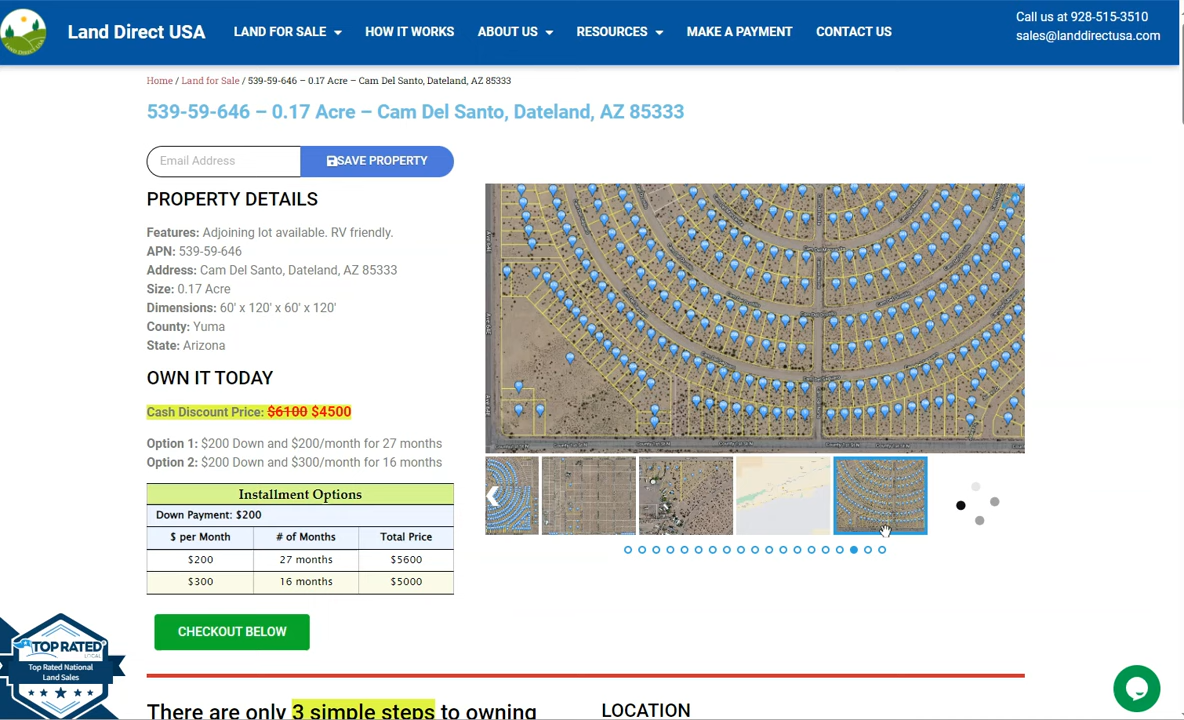 Land Direct USA
LAND FOR SALE
HOW IT WORKS
ABOUT US
RESOURCES
MAKE A PAYMENT
CONTACT US
Call us at 928-515-3510
sales@landdirectusa.com
Home / Land for Sale / 539-59-646 – 0.17 Acre – Cam Del Santo, Dateland, AZ 85333
539-59-646 – 0.17 Acre – Cam Del Santo, Dateland, AZ 85333
Email Address
SAVE PROPERTY
PROPERTY DETAILS
Features: Adjoining lot available. RV friendly.
APN: 539-59-646
Address: Cam Del Santo, Dateland, AZ 85333
Size: 0.17 Acre
Dimensions: 60' x 120' x 60' x 120'
County: Yuma
State: Arizona
OWN IT TODAY
Cash Discount Price: $6100 $4500
Option 1: $200 Down and $200/month for 27 months
Option 2: $200 Down and $300/month for 16 months
Installment Options
Down Payment: $200
$ per Month # of Months Total Price
$200 27 months $5600
$300 16 months $5000
CHECKOUT BELOW
TOP RATED
LOCAL
Top Rated National
Land Sales
There are only 3 simple steps to owning
LOCATION